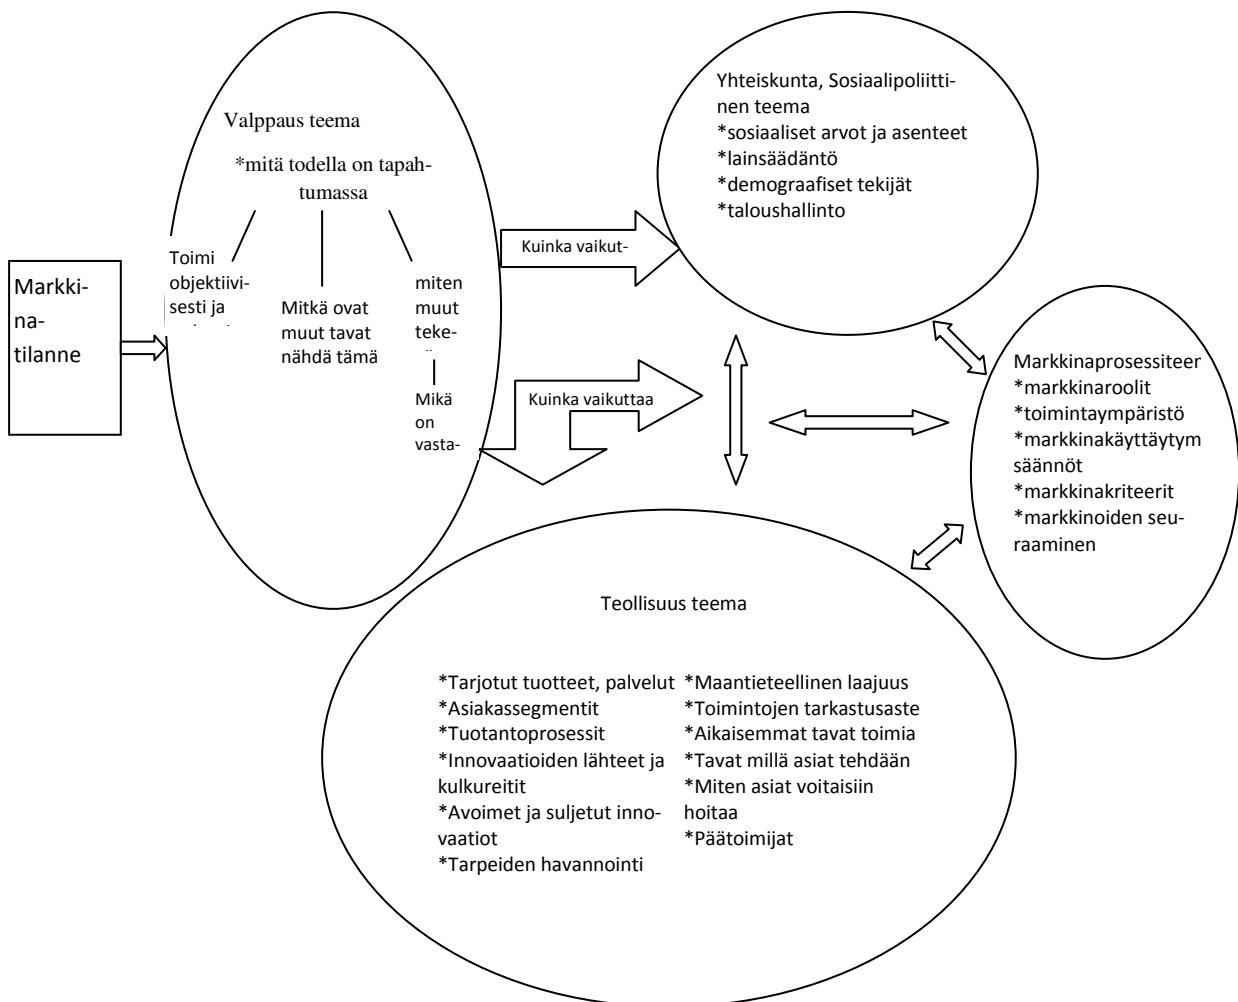 Markki-
na-
tilanne
Valppaus teema
*mitä todella on tapah-
tumassa
Toimi
objektiivi-
sesti ja
Mitkä ovat
muut tavat
nähdä tämä
miten
muut
teke-
Mikä
on
vasta-
Kuinka vaikut-
Kuinka vaikuttaa
Yhteiskunta, Sosiaalipoliitti-
nen teema
*sosiaaliset arvot ja asenteet
*lainsäädäntö
*demograafiset tekijät
*taloushallinto
Markkinaprosessiteer
*markkinaroolit
*toimintaympäristö
*markkinakäyttäytym
säännöt
*markkinakriteerit
*markkinoiden seu-
raaminen
Teollisuus teema
*Tarjotut tuotteet, palvelut
*Asiakassegmentit
*Tuotantoprosessit
*Innovaatioiden lähteet ja
kulkureitit
*Avoimet ja suljetut inno-
vaatiot
*Tarpeiden havannointi
*Maantieteellinen laajuus
*Toimintojen tarkastusaste
*Aikaisemmat tavat toimia
*Tavat millä asiat tehdään
*Miten asiat voitaisiin
hoitaa
*Päätoimijat